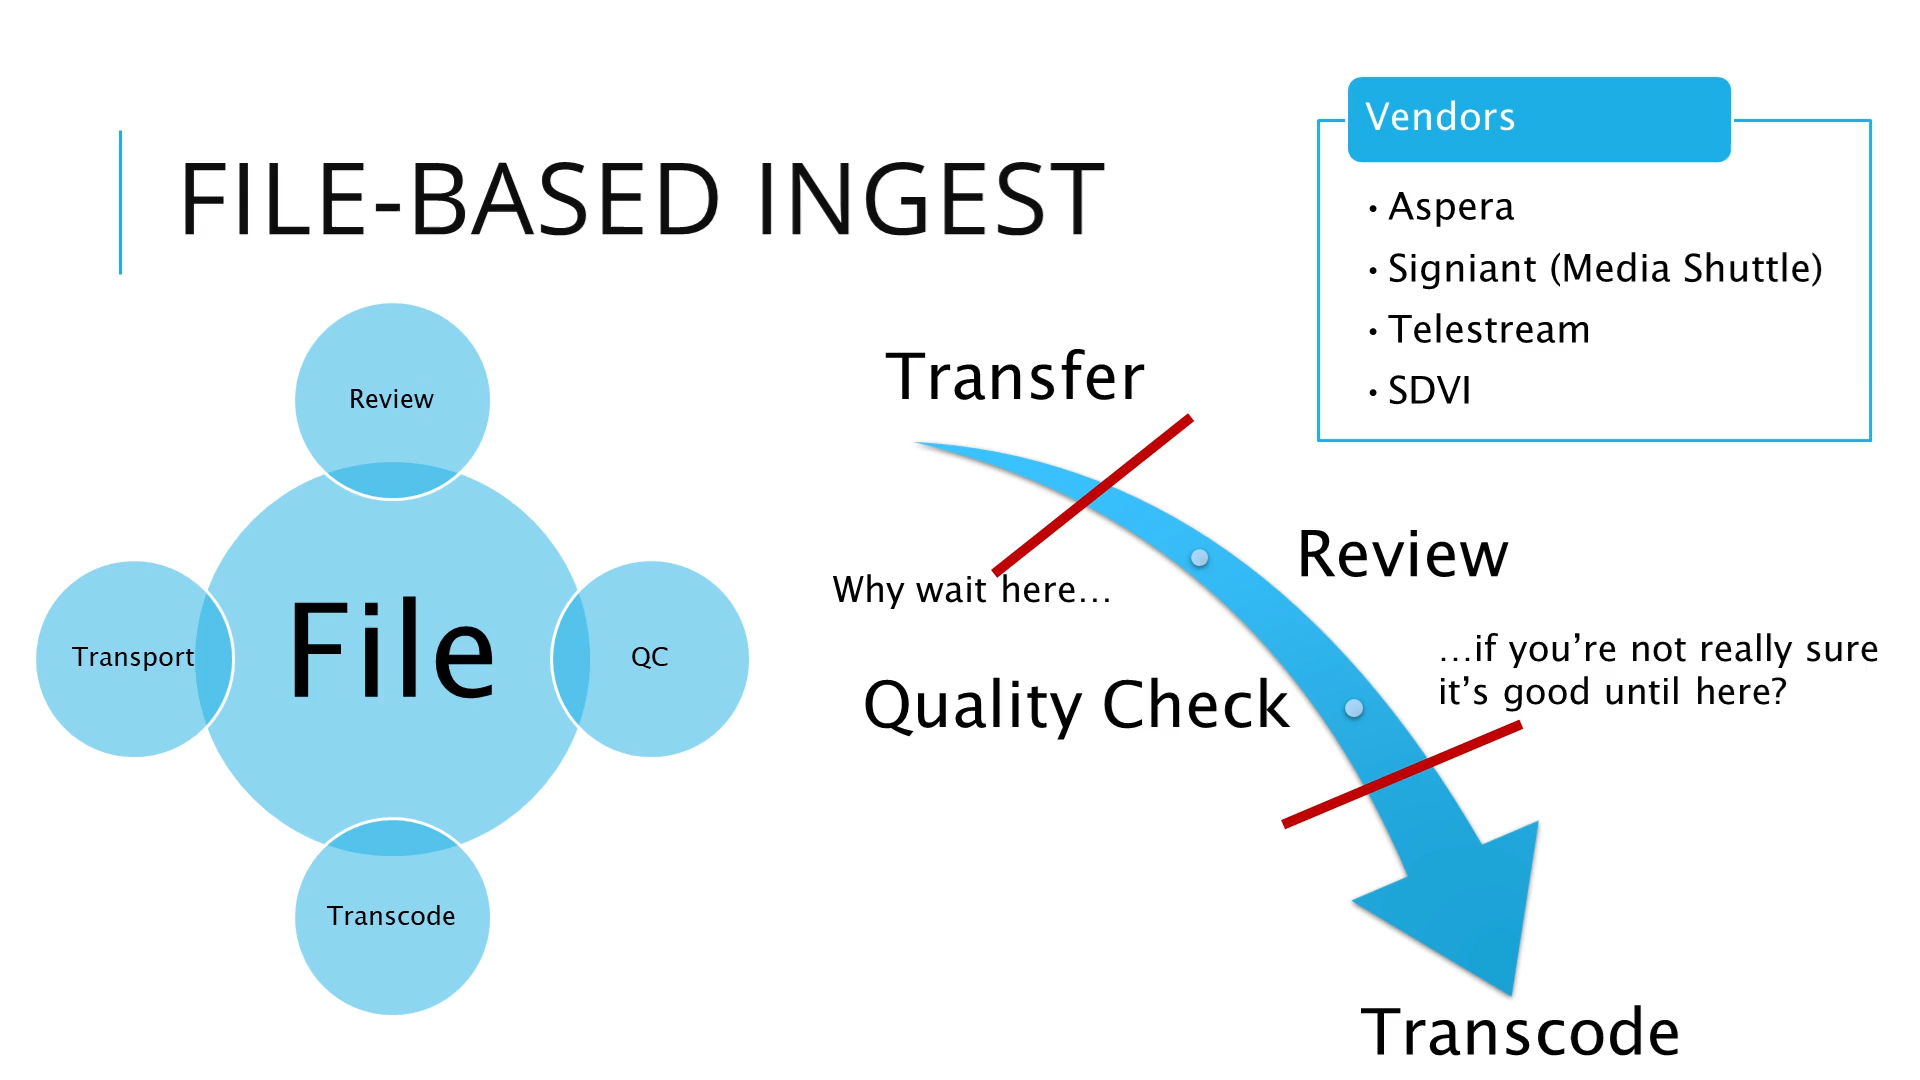 FILE-BASED INGEST
Vendors
• Aspera
• Signiant (Media Shuttle)
• Telestream
• SDVI
Review
Transport
File
QC
Transcode
Transfer
Why wait here…
Review
…if you’re not really sure
it’s good until here?
Quality Check
Transcode